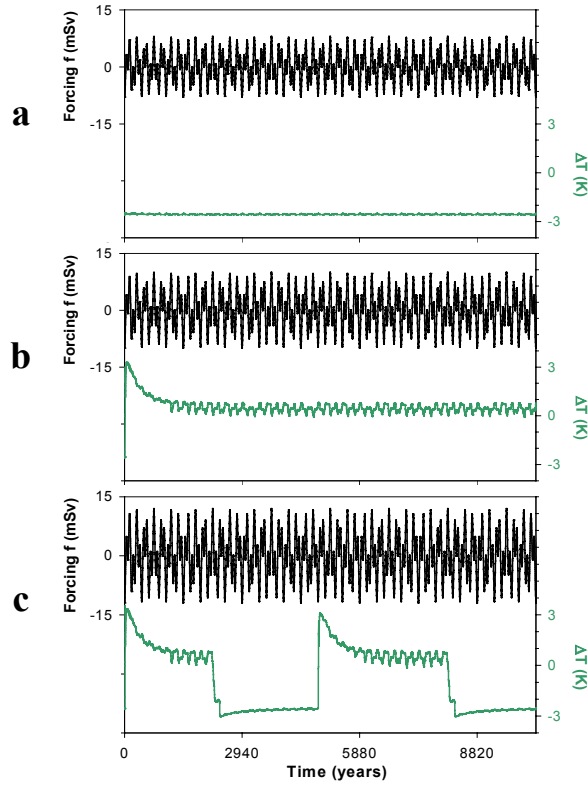 a
Forcing f (mSv)
15
0
-15
3
0
-3
ΔT (K)
b
Forcing f (mSv)
15
0
-15
3
0
-3
ΔT (K)
c
Forcing f (mSv)
15
0
-15
3
0
-3
ΔT (K)
0 2940 5880 8820
Time (years)